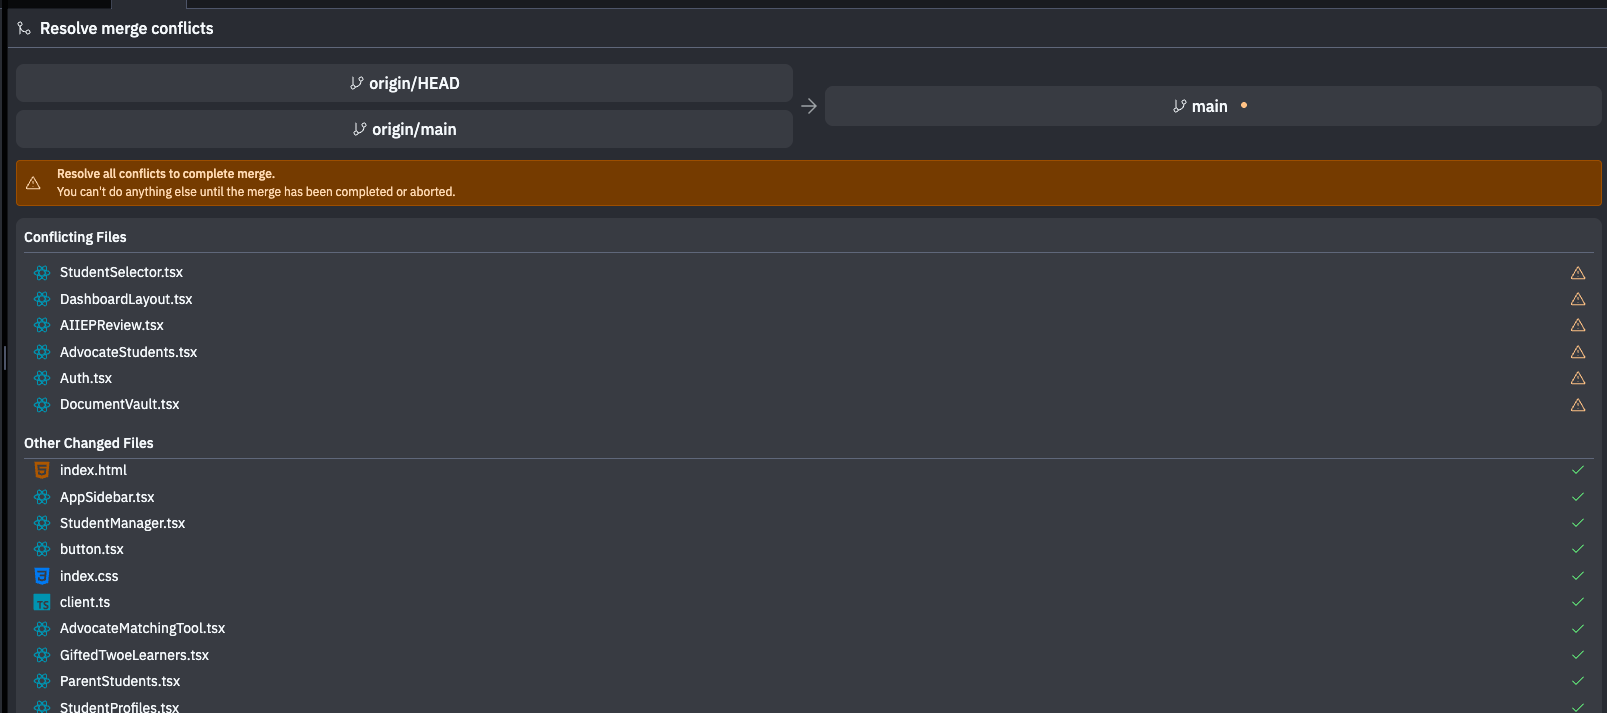 Resolve merge conflicts
origin/HEAD
origin/main
main
Resolve all conflicts to complete merge.
You can't do anything else until the merge has been completed or aborted.
Conflicting Files
StudentSelector.tsx
DashboardLayout.tsx
AIIEPReview.tsx
AdvocateStudents.tsx
Auth.tsx
DocumentVault.tsx
Other Changed Files
index.html
AppSidebar.tsx
StudentManager.tsx
button.tsx
index.css
TS client.ts
AdvocateMatchingTool.tsx
GiftedTwoeLearners.tsx
ParentStudents.tsx
StudentProfiles.tsx